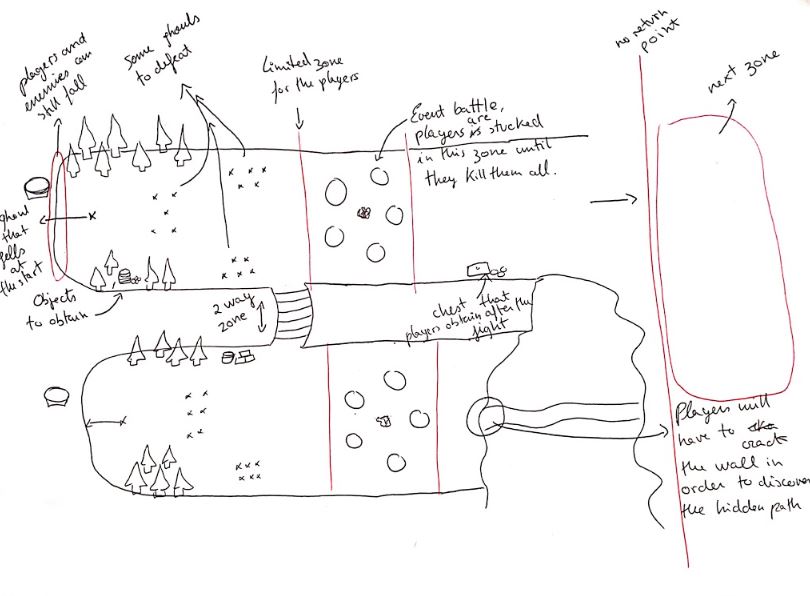 players and
enemies can
still fall
Some ghouls
to defeat
Limited zone
for the players
Event battle,
are
players is stucked
in this zone until
they kill them all.
no return
point
next zone
ghoul
that
fells
at
the start
Objects
to obtain
2 way
zone
chest that
players obtain after the
fight
Players will
have to
crack
the wall in
order to discover
the hidden path